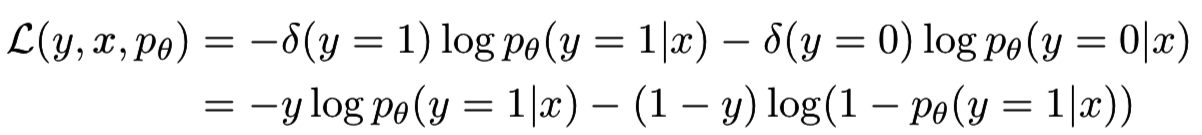 ℒ(y, x, p_θ) = −δ(y = 1) log p_θ(y = 1|x) − δ(y = 0) log p_θ(y = 0|x)
= −y log p_θ(y = 1|x) − (1 − y) log(1 − p_θ(y = 1|x))